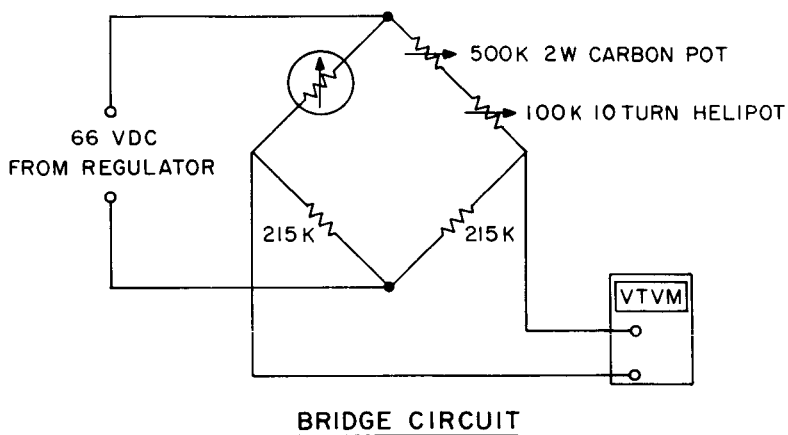 500K 2W CARBON POT
100K 10 TURN HELIPOT
66 VDC
FROM REGULATOR
215K
215K
VTVM
BRIDGE CIRCUIT